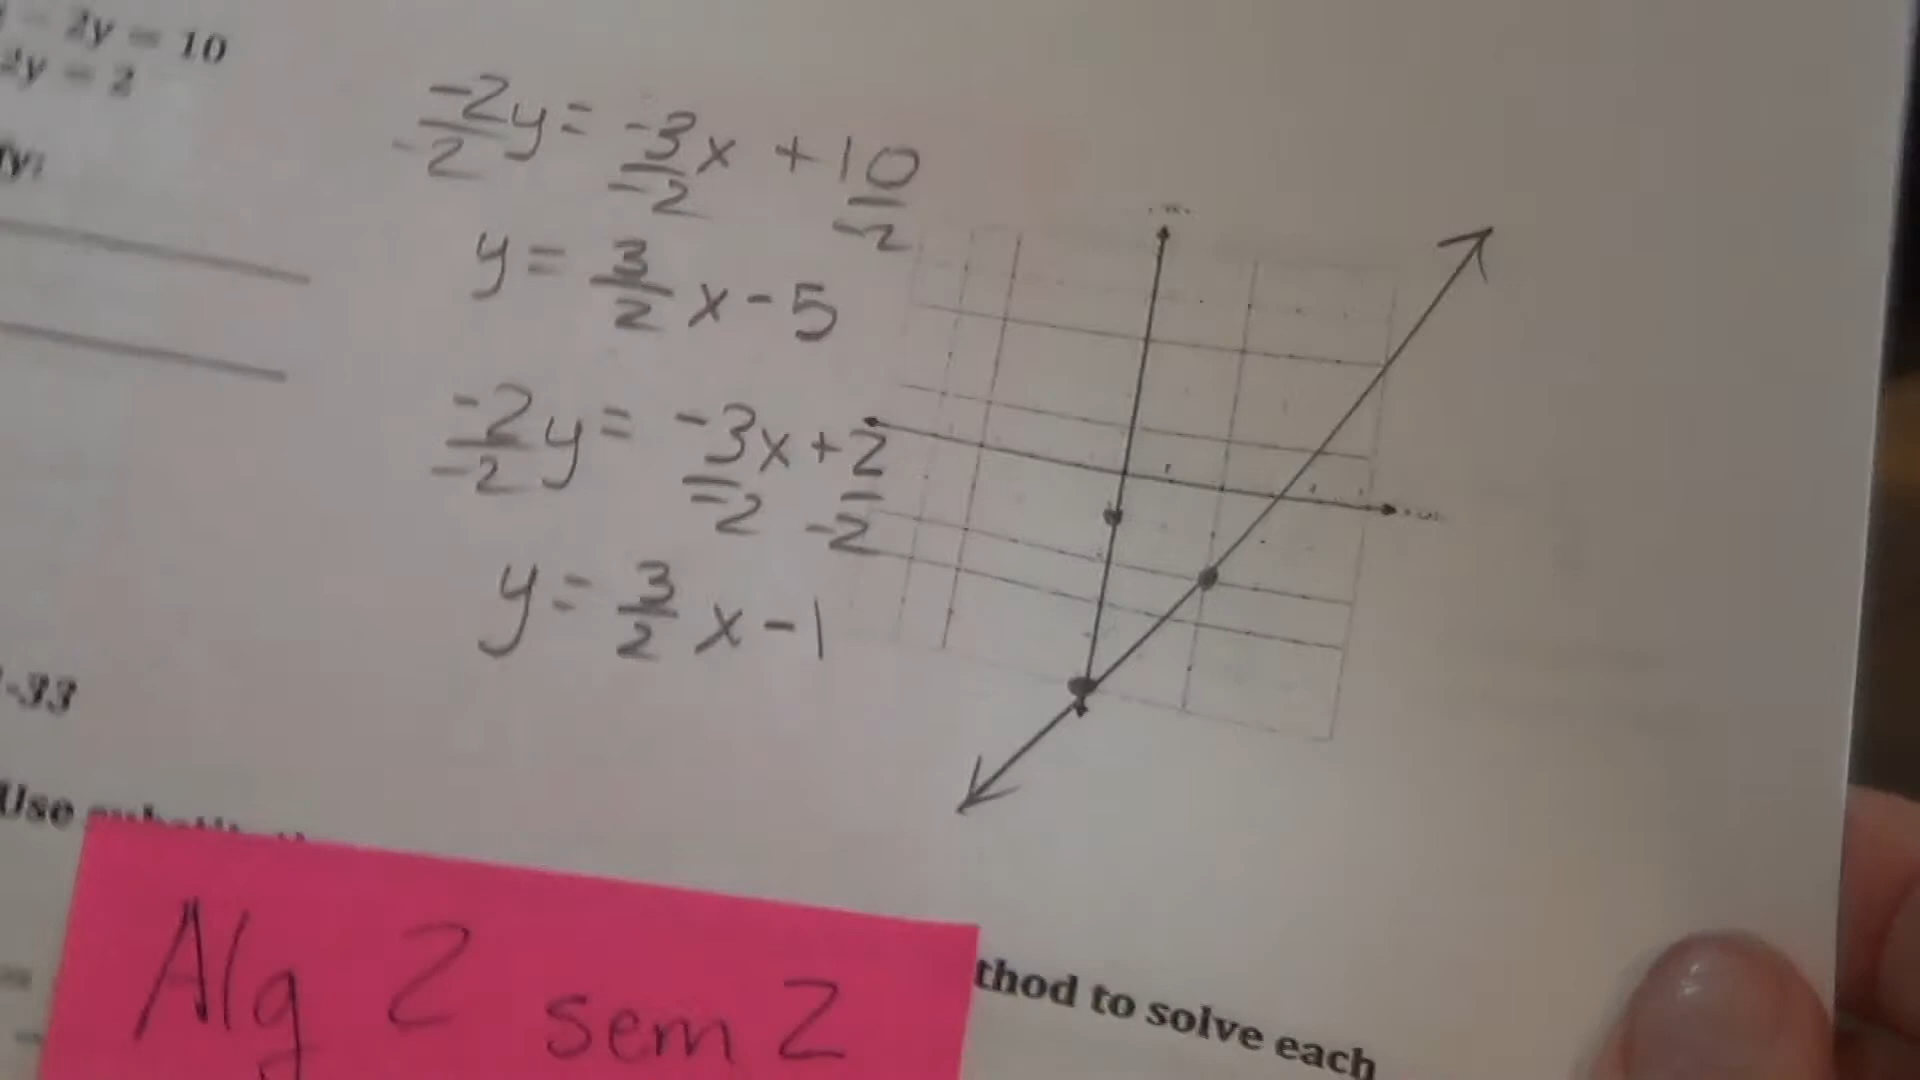 - 2y = 10
2y = 2
-2y = -3x + 10
-2 -2 -2
y = 3/2 x - 5
-2y = -3x + 2
-2 -2 -2
y = 3/2 x - 1
-33
Use
Alg 2 sem 2
thod to solve each